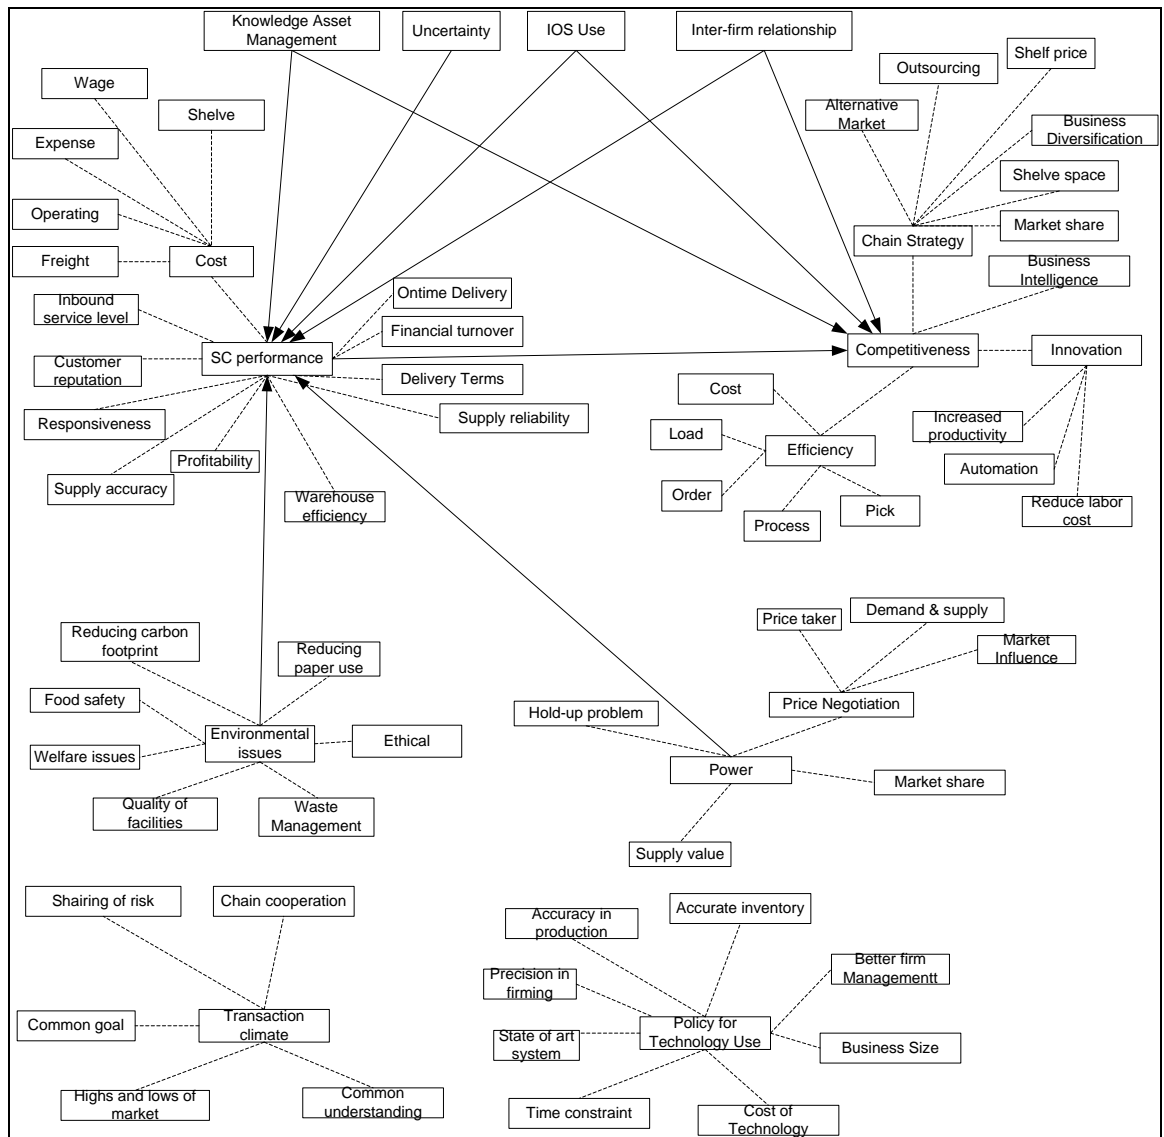 Knowledge Asset
Management
Uncertainty
IOS Use
Inter-firm relationship
Shelf price
Outsourcing
Wage
Shelve
Alternative
Market
Business
Diversification
Expense
Shelve space
Operating
Market share
Chain Strategy
Freight
Cost
Business
Intelligence
Inbound
service level
Ontime Delivery
Financial turnover
SC performance
Competitiveness
Innovation
Customer
reputation
Delivery Terms
Cost
Responsiveness
Supply reliability
Increased
productivity
Load
Efficiency
Profitability
Automation
Supply accuracy
Order
Warehouse
efficiency
Pick
Reduce labor
cost
Process
Price taker
Demand & supply
Reducing carbon
footprint
Reducing
paper use
Market
Influence
Food safety
Hold-up problem
Price Negotiation
Environmental
issues
Ethical
Welfare issues
Power
Market share
Quality of
facilities
Waste
Management
Supply value
Shairing of risk
Chain cooperation
Accuracy in
production
Accurate inventory
Precision in
firming
Better firm
Managementt
Common goal
Transaction
climate
State of art
system
Policy for
Technology Use
Business Size
Highs and lows of
market
Common
understanding
Time constraint
Cost of
Technology